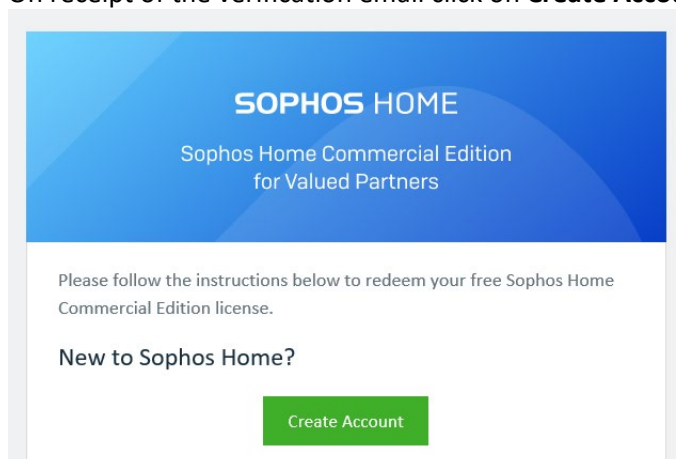 On receipt of the verification email click on Create Accou
SOPHOS HOME
Sophos Home Commercial Edition
for Valued Partners
Please follow the instructions below to redeem your free Sophos Home
Commercial Edition license.
New to Sophos Home?
Create Account